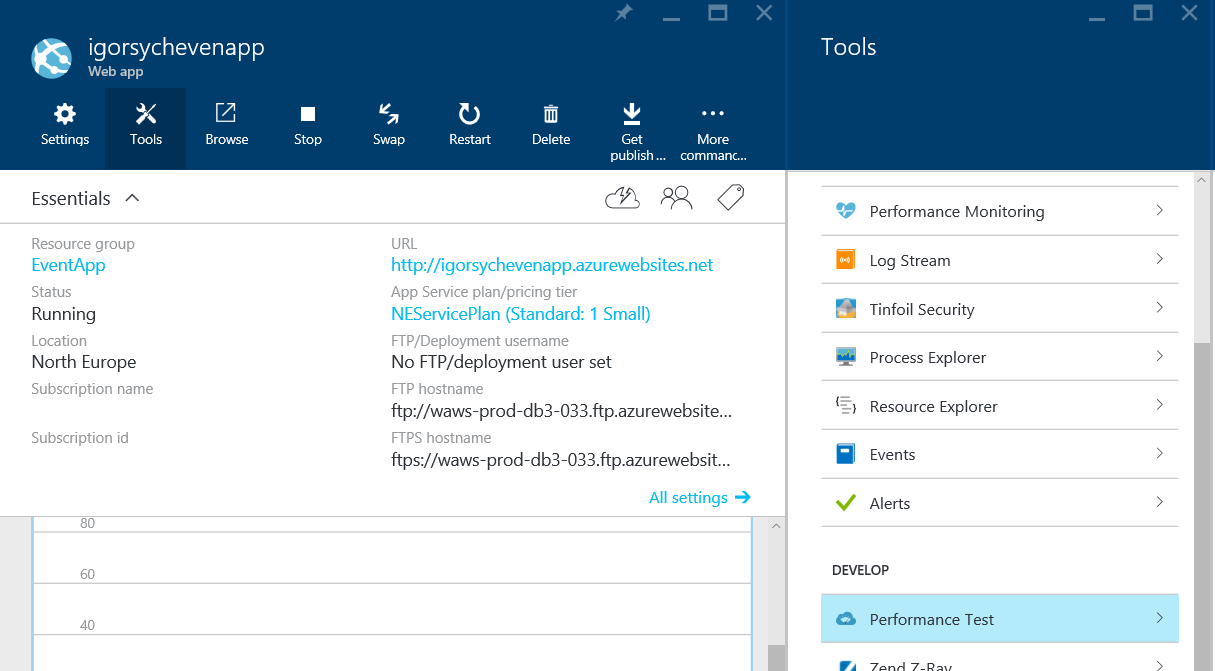 igorsychevenapp
Web app
Settings
Tools
Browse
Stop
Swap
Restart
Delete
Get
publish ...
More
commanc...
Essentials
Resource group
EventApp
Status
Running
Location
North Europe
Subscription name
Subscription id
URL
http://igorsychevenapp.azurewebsites.net
App Service plan/pricing tier
NEServicePlan (Standard: 1 Small)
FTP/Deployment username
No FTP/deployment user set
FTP hostname
ftp://waws-prod-db3-033.ftp.azurewebsite...
FTPS hostname
ftps://waws-prod-db3-033.ftp.azurewebsit...
All settings
80
60
40
Tools
Performance Monitoring
Log Stream
Tinfoil Security
Process Explorer
Resource Explorer
Events
Alerts
DEVELOP
Performance Test
Zend Z-Ray